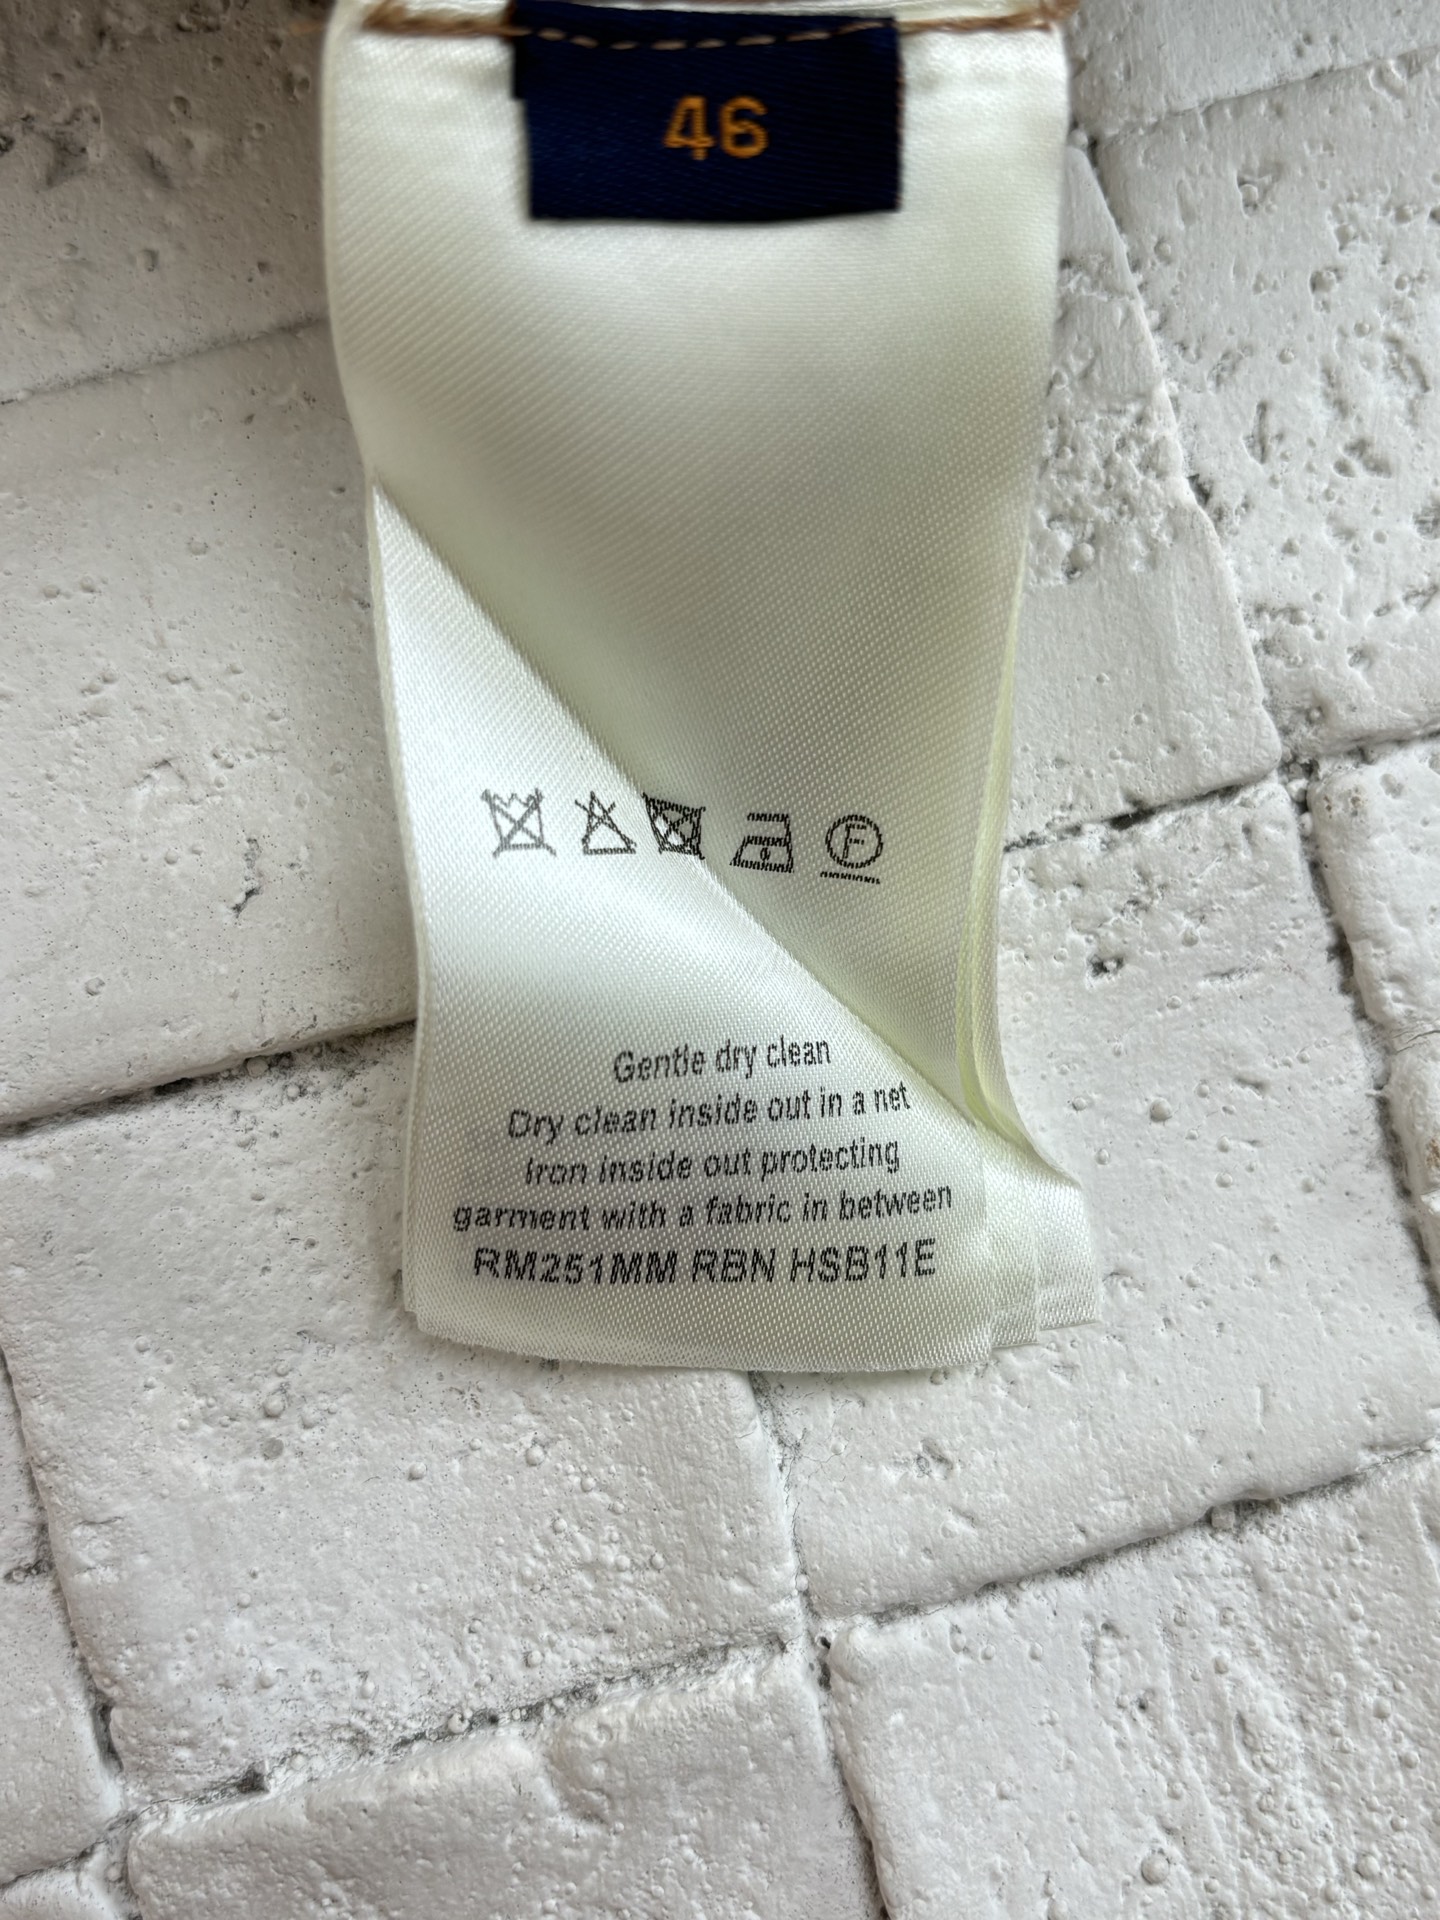 46
F
Gentle dry clean
Dry clean inside out in a net
Iron inside out protecting
garment with a fabric in between
RM251MM RBN HSB11E